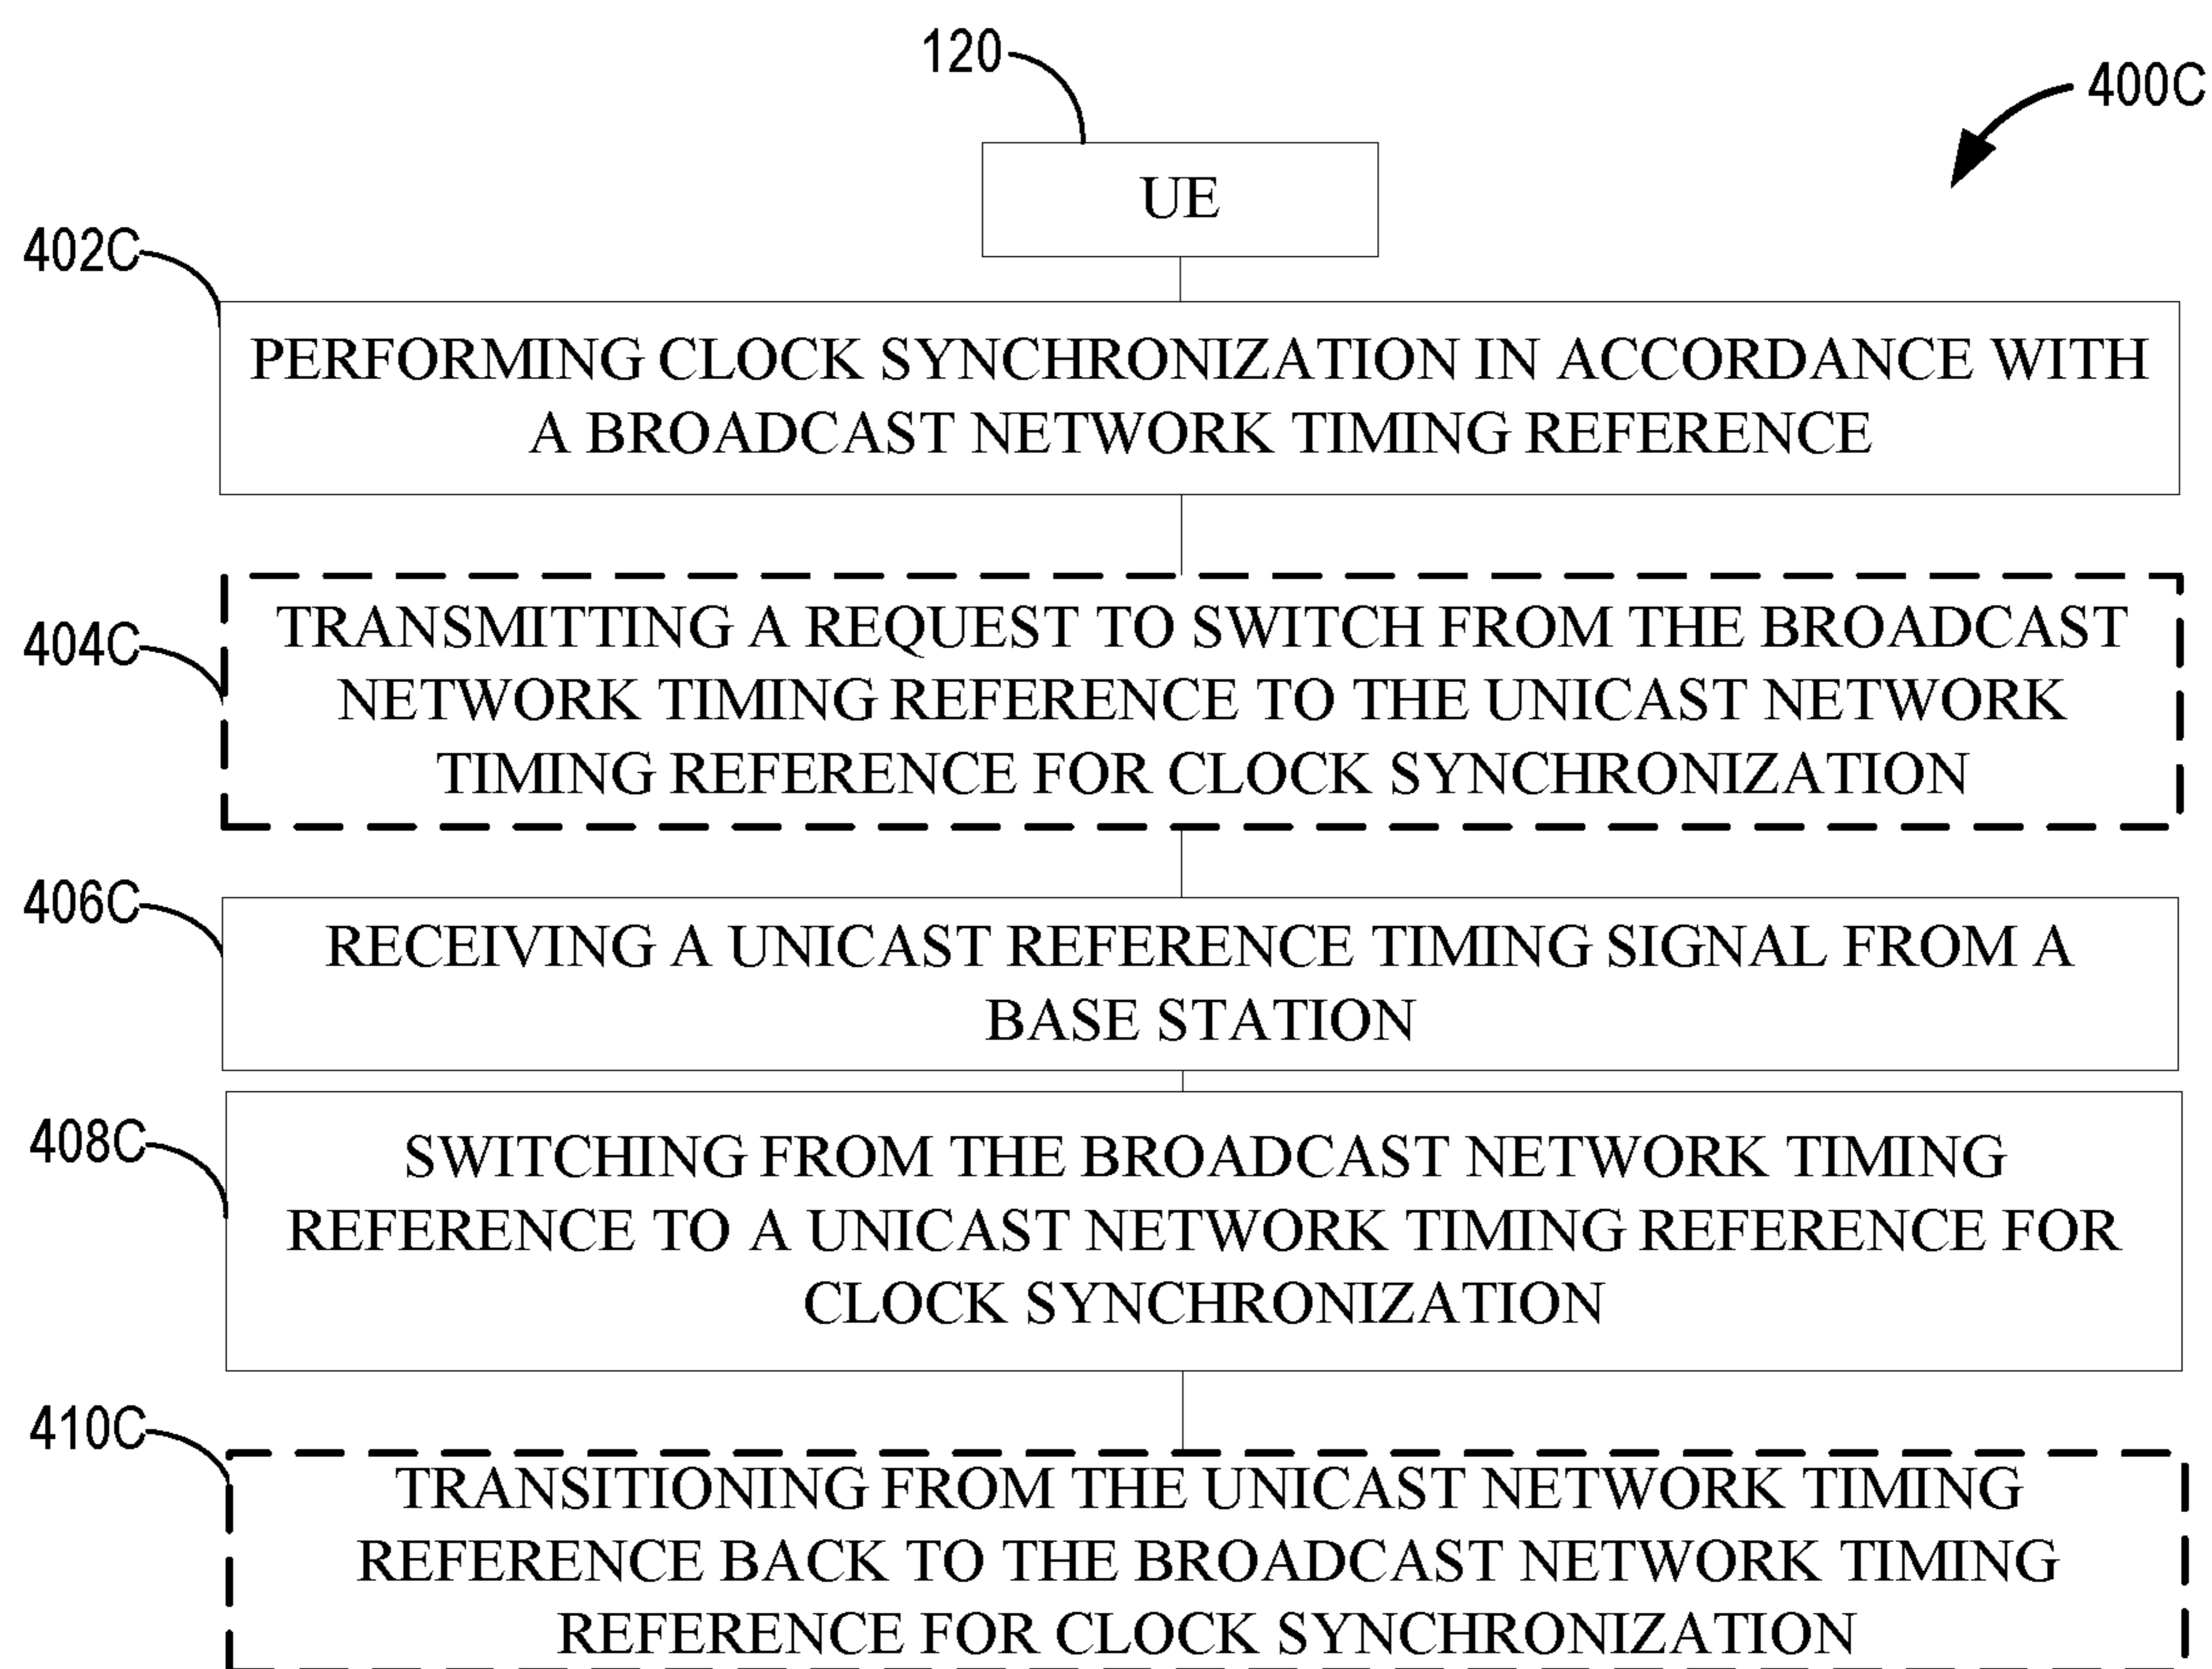 120
400C
UE
402C
PERFORMING CLOCK SYNCHRONIZATION IN ACCORDANCE WITH
A BROADCAST NETWORK TIMING REFERENCE
404C
TRANSMITTING A REQUEST TO SWITCH FROM THE BROADCAST
NETWORK TIMING REFERENCE TO THE UNICAST NETWORK
TIMING REFERENCE FOR CLOCK SYNCHRONIZATION
406C
RECEIVING A UNICAST REFERENCE TIMING SIGNAL FROM A
BASE STATION
408C
SWITCHING FROM THE BROADCAST NETWORK TIMING
REFERENCE TO A UNICAST NETWORK TIMING REFERENCE FOR
CLOCK SYNCHRONIZATION
410C
TRANSITIONING FROM THE UNICAST NETWORK TIMING
REFERENCE BACK TO THE BROADCAST NETWORK TIMING
REFERENCE FOR CLOCK SYNCHRONIZATION